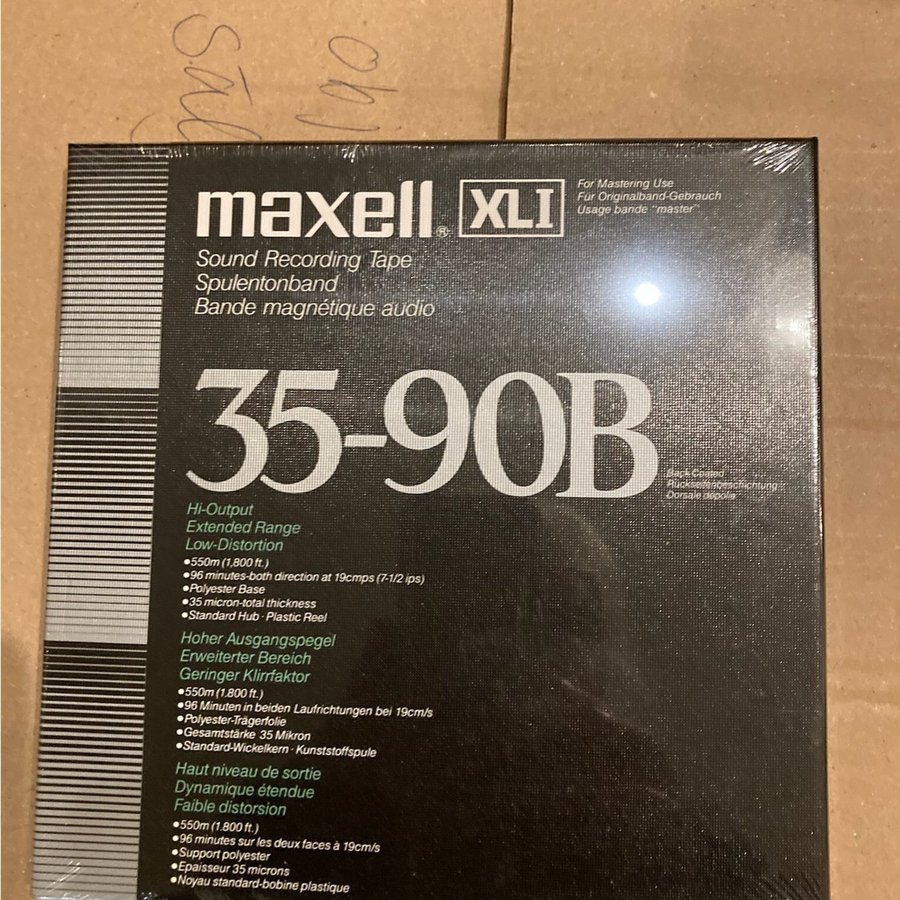 obj
säl
maxell® XLI
For Mastering Use
Für Originalband-Gebrauch
Usage bande "master"
Sound Recording Tape
Spulentonband
Bande magnétique audio
35-90B
Back Coated
Rückseitenbeschichtung
Dorsale dépolie
Hi-Output
Extended Range
Low-Distortion
●550m (1,800 ft.)
●96 minutes-both direction at 19cmps (7-1/2 ips)
●Polyester Base
●35 micron-total thickness
●Standard Hub · Plastic Reel
Hoher Ausgangspegel
Erweiterter Bereich
Geringer Klirrfaktor
●550m (1.800 ft.)
●96 Minuten in beiden Laufrichtungen bei 19cm/s
●Polyester-Trägerfolie
●Gesamtstärke 35 Mikron
●Standard-Wickelkern · Kunststoffspule
Haut niveau de sortie
Dynamique étendue
Faible distorsion
●550m (1.800 ft.)
●96 minutes sur les deux faces à 19cm/s
●Support polyester
●Epaisseur 35 microns
●Noyau standard-bobine plastique